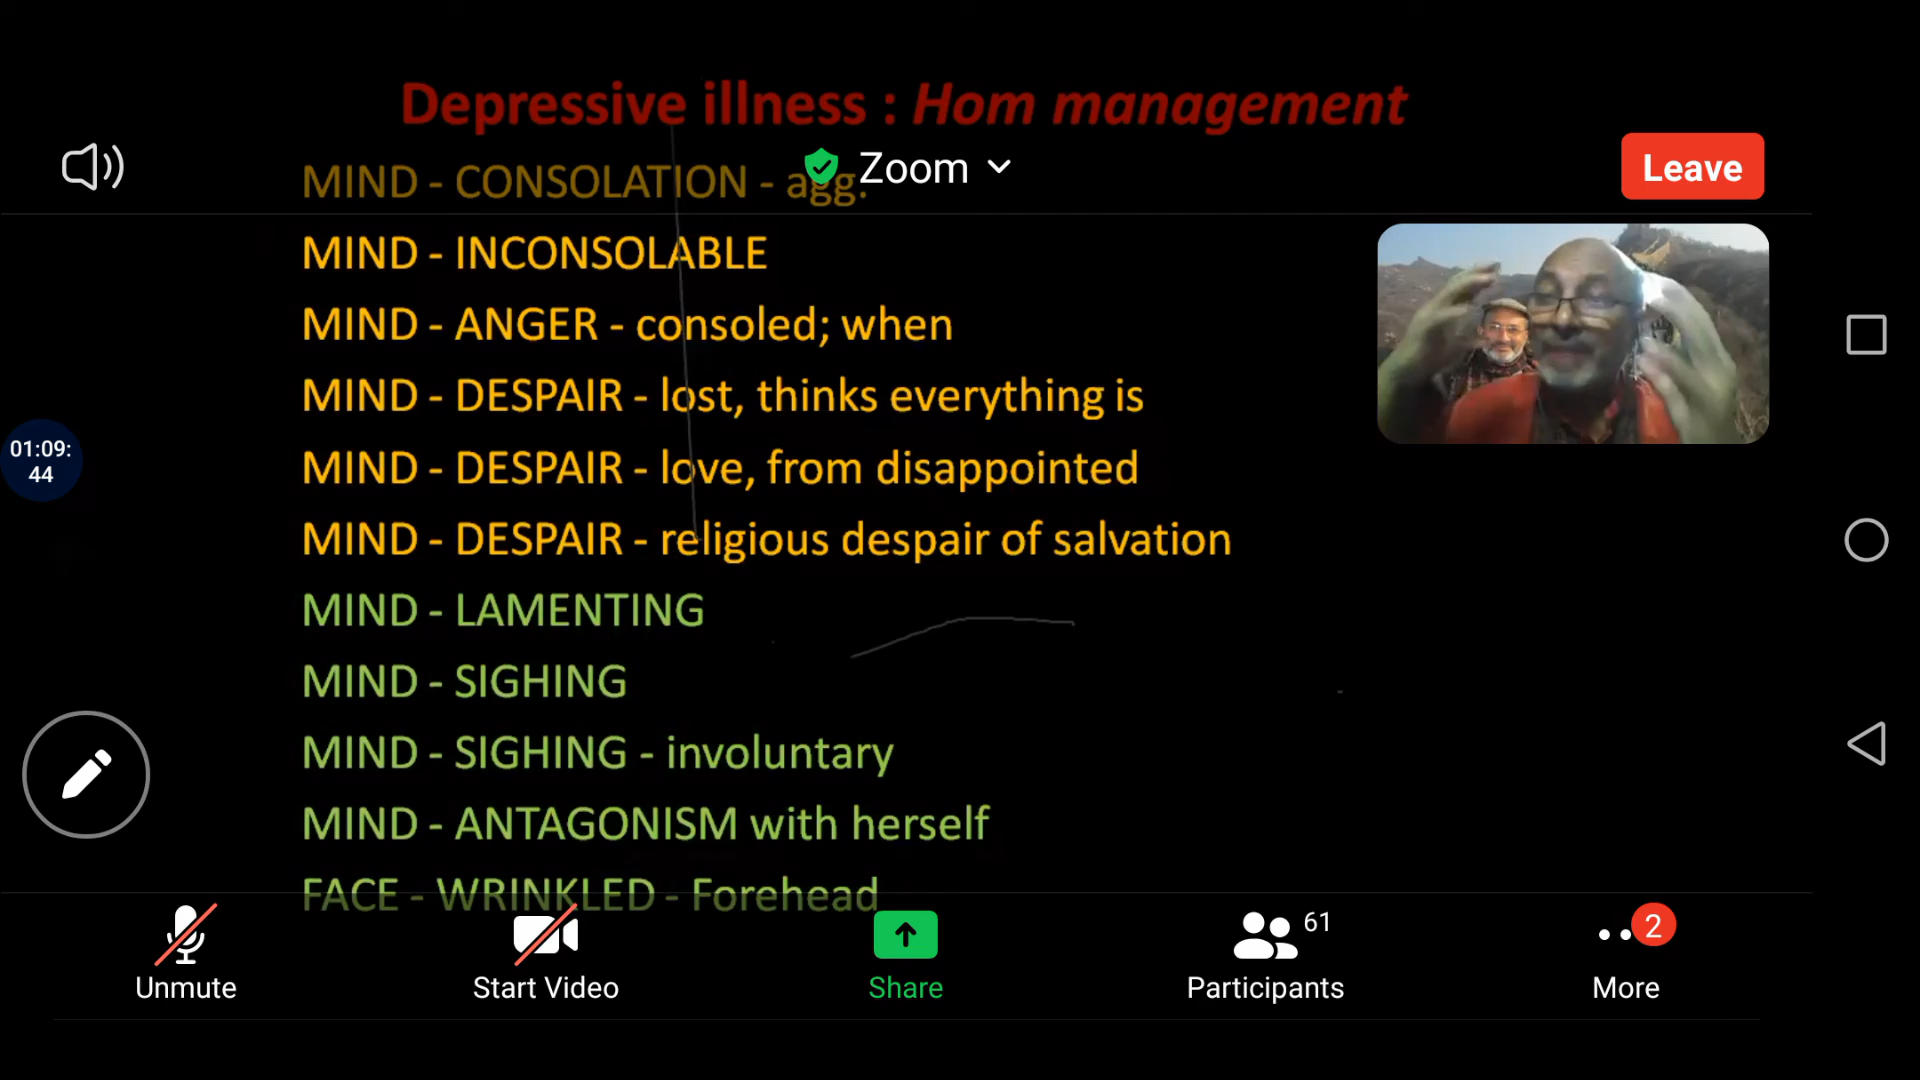 Depressive illness : Hom management
Zoom
Leave
MIND - CONSOLATION - agg.
MIND - INCONSOLABLE
MIND - ANGER - consoled; when
MIND - DESPAIR - lost, thinks everything is
01:09:
44
MIND - DESPAIR - love, from disappointed
MIND - DESPAIR - religious despair of salvation
MIND - LAMENTING
MIND - SIGHING
MIND - SIGHING - involuntary
MIND - ANTAGONISM with herself
FACE - WRINKLED - Forehead
61
2
Unmute
Start Video
Share
Participants
More